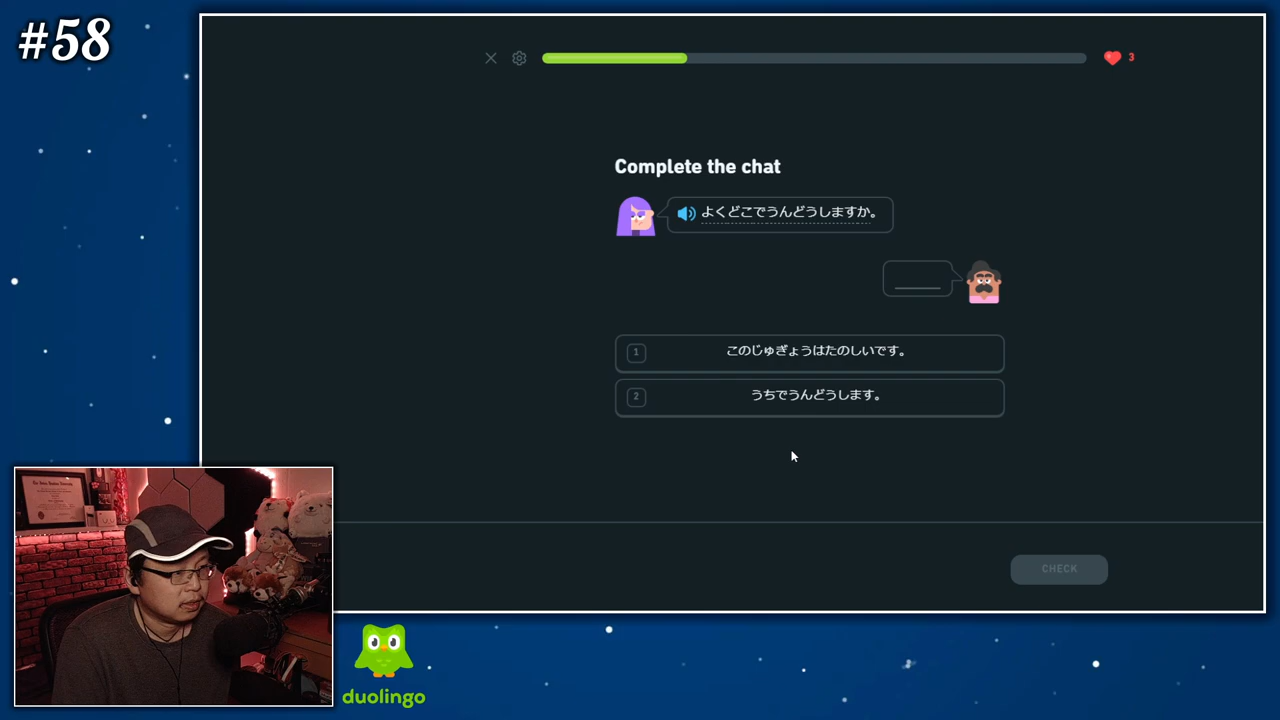 #58
3
Complete the chat
よくどこでうんどうしますか。
1 このじゅぎょうはたのしいです。
2 うちでうんどうします。
CHECK
duolingo